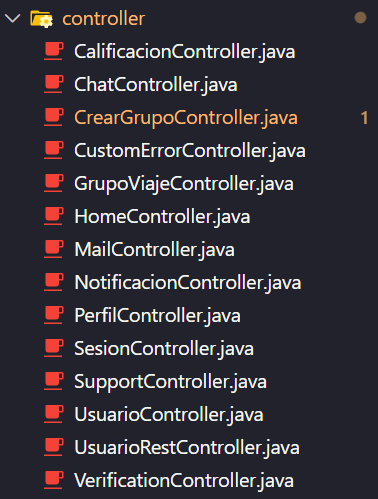 controller
CalificacionController.java
ChatController.java
CrearGrupoController.java 1
CustomErrorController.java
GrupoViajeController.java
HomeController.java
MailController.java
NotificacionController.java
PerfilController.java
SesionController.java
SupportController.java
UsuarioController.java
UsuarioRestController.java
VerificationController.java